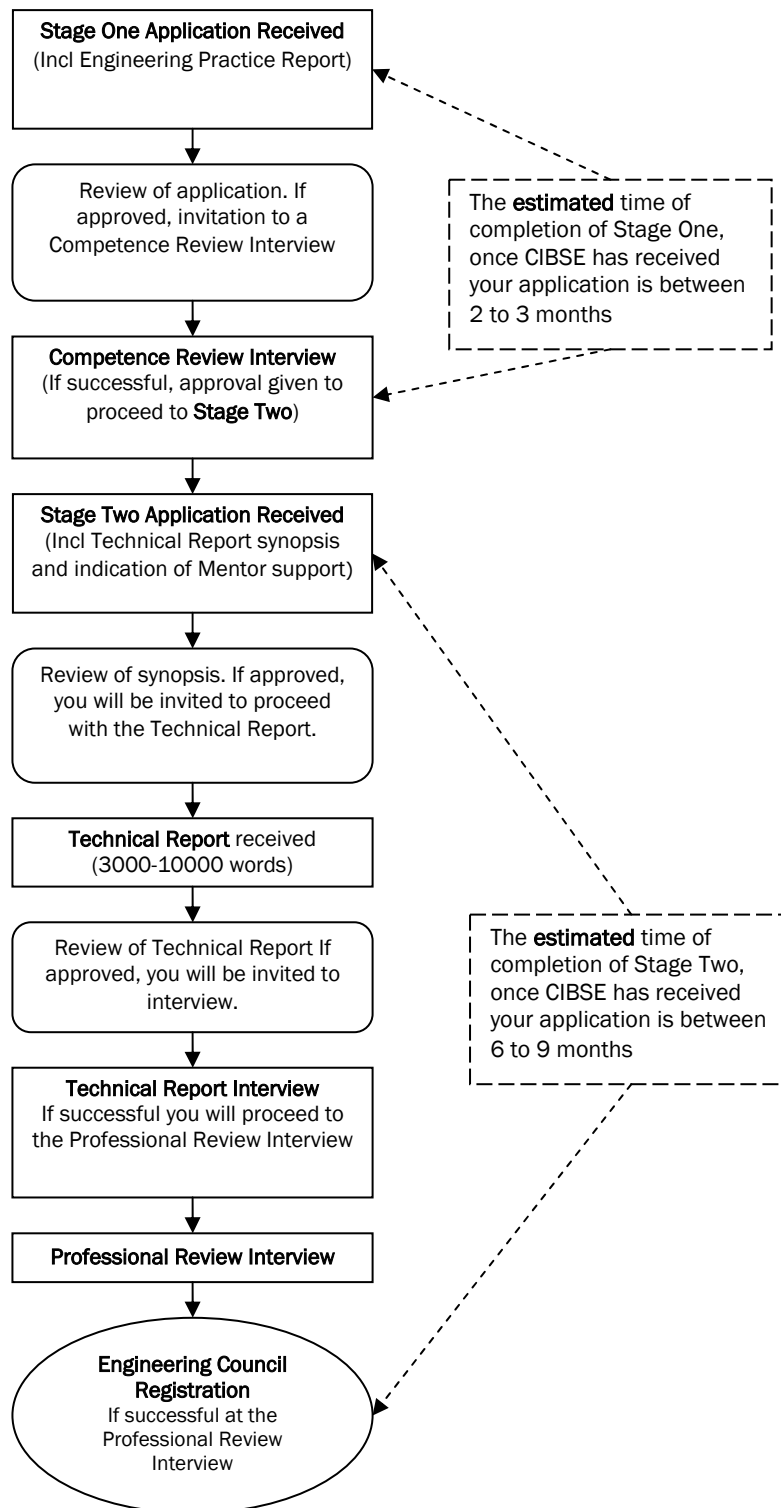 Stage One Application Received
(Incl Engineering Practice Report)
Review of application. If
approved, invitation to a
Competence Review Interview
The estimated time of
completion of Stage One,
once CIBSE has received
your application is between
2 to 3 months
Competence Review Interview
(If successful, approval given to
proceed to Stage Two)
Stage Two Application Received
(Incl Technical Report synopsis
and indication of Mentor support)
Review of synopsis. If approved,
you will be invited to proceed
with the Technical Report.
Technical Report received
(3000-10000 words)
Review of Technical Report If
approved, you will be invited to
interview.
The estimated time of
completion of Stage Two,
once CIBSE has received
your application is between
6 to 9 months
Technical Report Interview
If successful you will proceed to
the Professional Review Interview
Professional Review Interview
Engineering Council
Registration
If successful at the
Professional Review
Interview